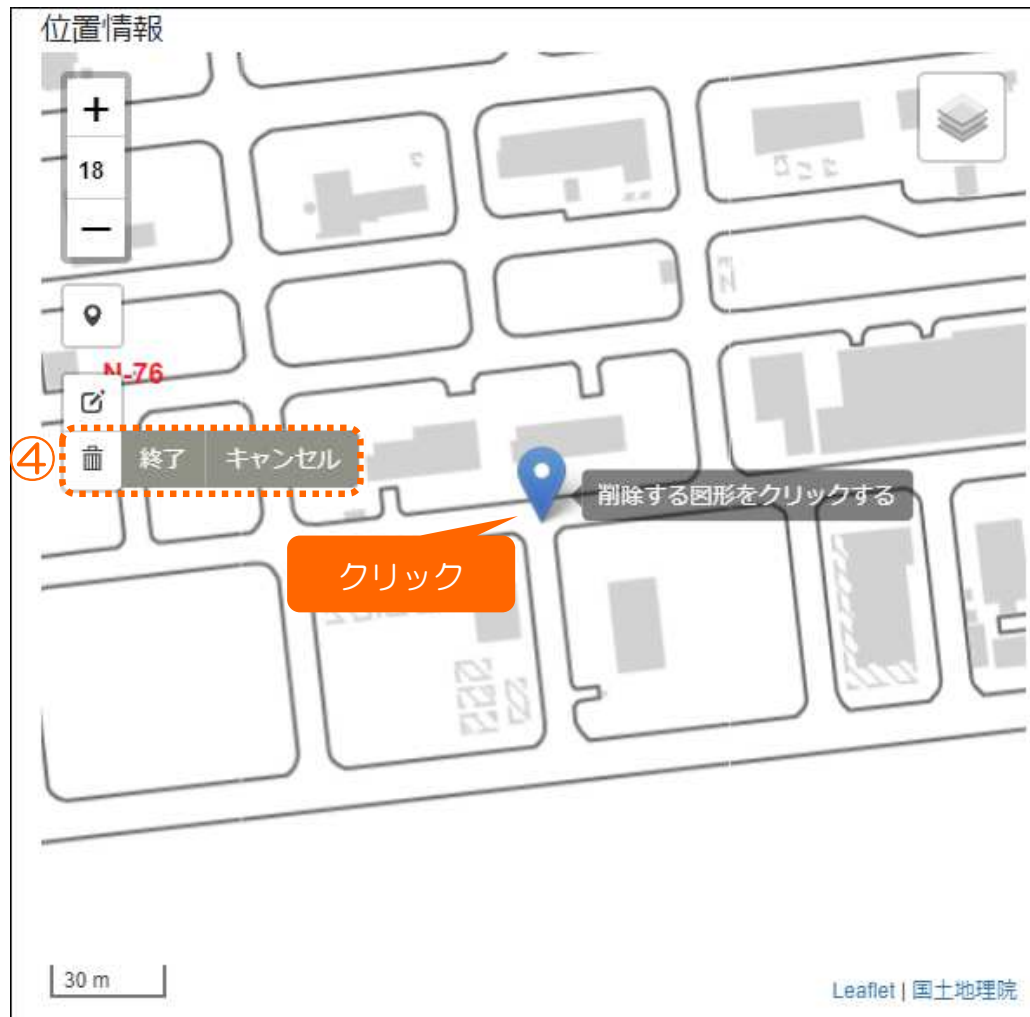 位置情報
+
18
−
N-76
④
終了 キャンセル
削除する図形をクリックする
クリック
30 m
Leaflet | 国土地理院